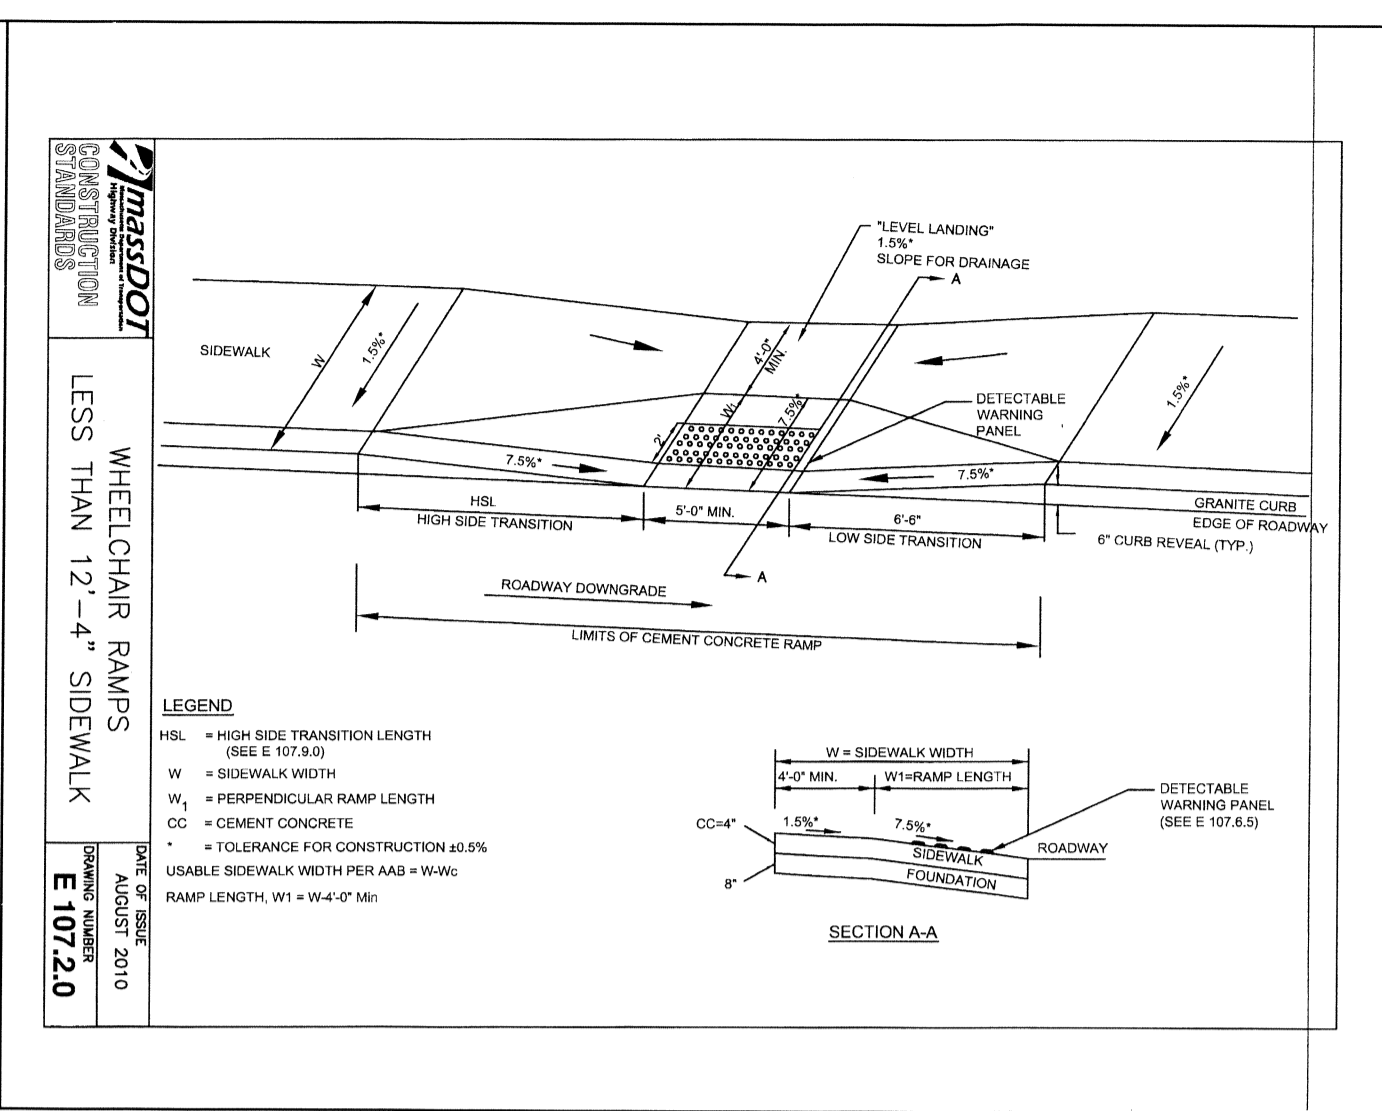 massDOT
Massachusetts Department of Transportation
Highway Division
CONSTRUCTION
STANDARDS
WHEELCHAIR RAMPS
LESS THAN 12'-4" SIDEWALK
DATE OF ISSUE
AUGUST 2010
DRAWING NUMBER
E 107.2.0
"LEVEL LANDING"
1.5%*
SLOPE FOR DRAINAGE
A
SIDEWALK
W
1.5%*
4'-0"
MIN.
W1
7.5%*
2'
1.5%*
DETECTABLE
WARNING
PANEL
7.5%*
7.5%*
HSL
HIGH SIDE TRANSITION
5'-0" MIN.
6'-6"
LOW SIDE TRANSITION
GRANITE CURB
EDGE OF ROADWAY
6" CURB REVEAL (TYP.)
A
ROADWAY DOWNGRADE
LIMITS OF CEMENT CONCRETE RAMP
LEGEND
HSL = HIGH SIDE TRANSITION LENGTH
(SEE E 107.9.0)
W = SIDEWALK WIDTH
W1 = PERPENDICULAR RAMP LENGTH
CC = CEMENT CONCRETE
* = TOLERANCE FOR CONSTRUCTION ±0.5%
USABLE SIDEWALK WIDTH PER AAB = W-Wc
RAMP LENGTH, W1 = W-4'-0" Min
W = SIDEWALK WIDTH
4'-0" MIN.
W1=RAMP LENGTH
DETECTABLE
WARNING PANEL
(SEE E 107.6.5)
CC=4"
1.5%*
7.5%*
SIDEWALK
ROADWAY
FOUNDATION
8"
SECTION A-A